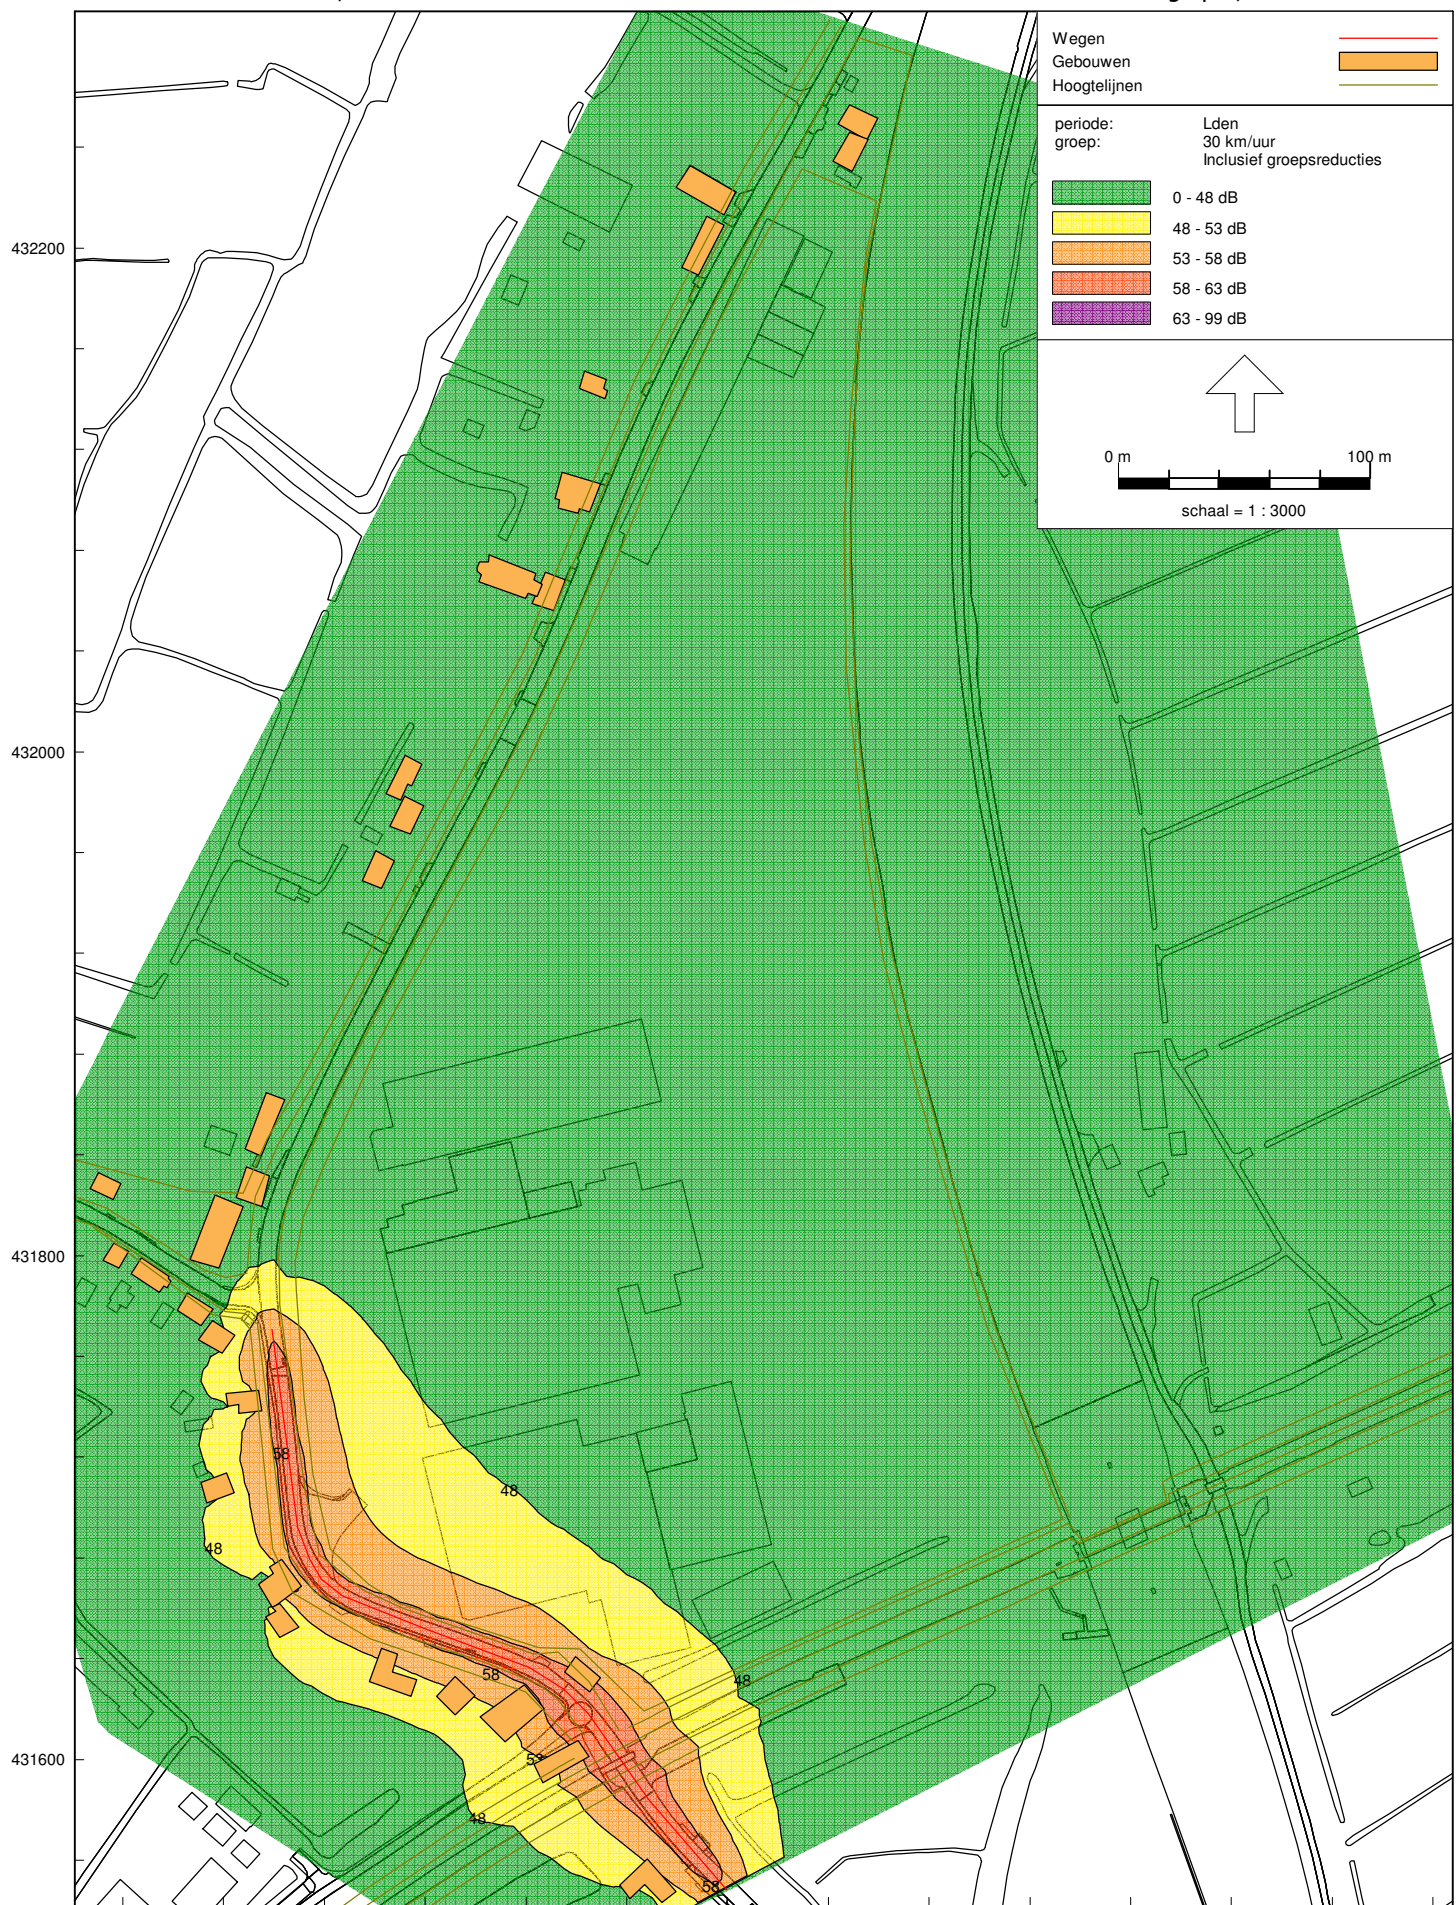 Wegen
Gebouwen
Hoogtelijnen
periode: Lden
groep: 30 km/uur
Inclusief groepsreducties
0 - 48 dB
48 - 53 dB
53 - 58 dB
58 - 63 dB
63 - 99 dB
0 m 100 m
schaal = 1 : 3000
432200
432000
431800
431600
58
48
48
58
48
53
48
58